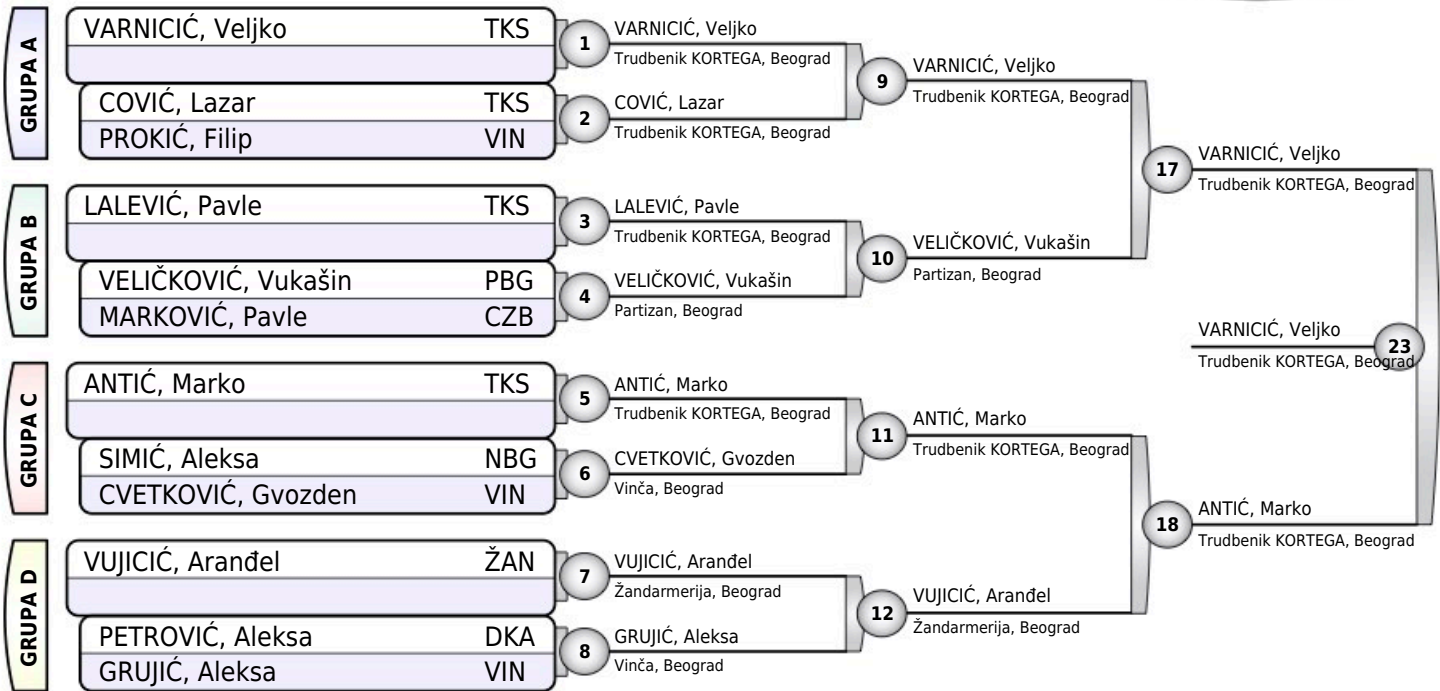 GRUPA A
VARNICIĆ, Veljko TKS
COVIĆ, Lazar TKS
PROKIĆ, Filip VIN
GRUPA B
LALEVIĆ, Pavle TKS
VELIČKOVIĆ, Vukašin PBG
MARKOVIĆ, Pavle CZB
GRUPA C
ANTIĆ, Marko TKS
SIMIĆ, Aleksa NBG
CVETKOVIĆ, Gvozden VIN
GRUPA D
VUJICIĆ, Aranđel ŽAN
PETROVIĆ, Aleksa DKA
GRUJIĆ, Aleksa VIN
1
VARNICIĆ, Veljko
Trudbenik KORTEGA, Beograd
2
COVIĆ, Lazar
Trudbenik KORTEGA, Beograd
3
LALEVIĆ, Pavle
Trudbenik KORTEGA, Beograd
4
VELIČKOVIĆ, Vukašin
Partizan, Beograd
5
ANTIĆ, Marko
Trudbenik KORTEGA, Beograd
6
CVETKOVIĆ, Gvozden
Vinča, Beograd
7
VUJICIĆ, Aranđel
Žandarmerija, Beograd
8
GRUJIĆ, Aleksa
Vinča, Beograd
9
VARNICIĆ, Veljko
Trudbenik KORTEGA, Beograd
10
VELIČKOVIĆ, Vukašin
Partizan, Beograd
11
ANTIĆ, Marko
Trudbenik KORTEGA, Beograd
12
VUJICIĆ, Aranđel
Žandarmerija, Beograd
17
VARNICIĆ, Veljko
Trudbenik KORTEGA, Beograd
18
ANTIĆ, Marko
Trudbenik KORTEGA, Beograd
VARNICIĆ, Veljko
23
Trudbenik KORTEGA, Beograd